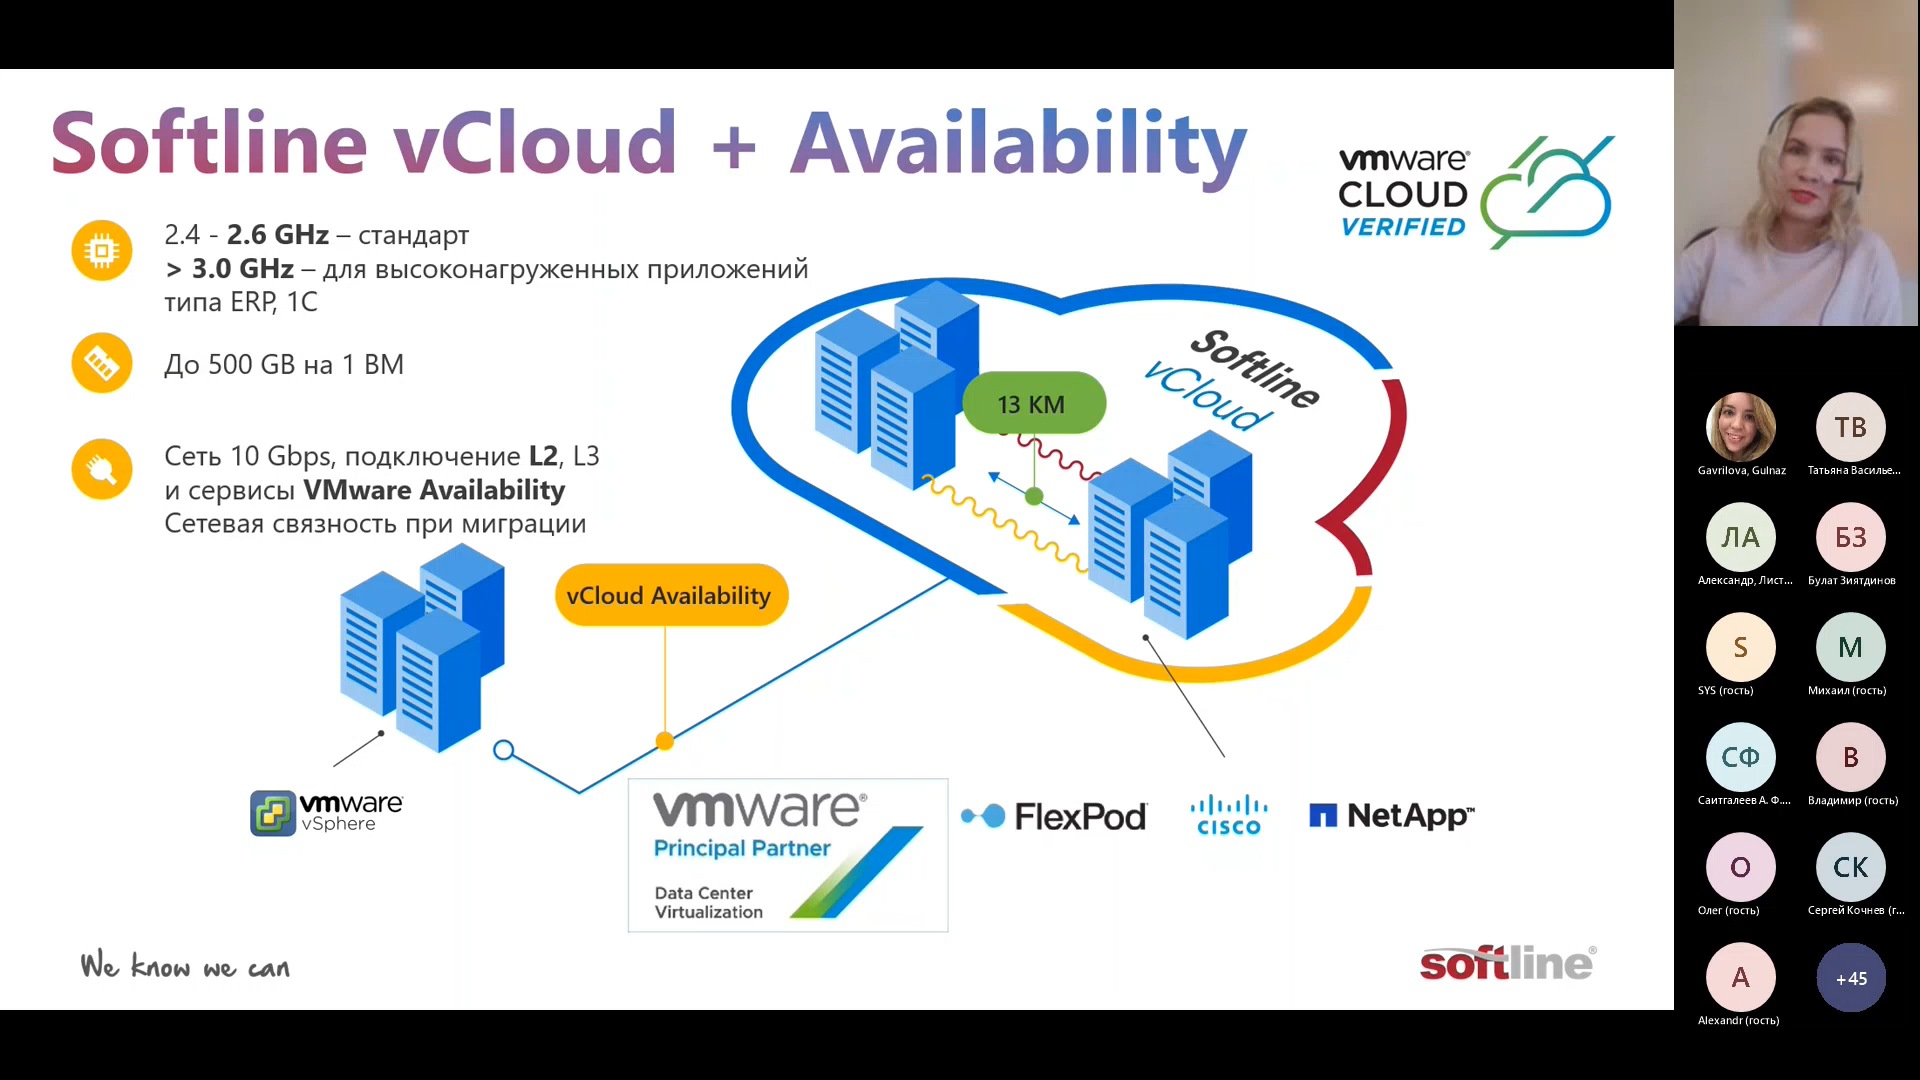 Softline vCloud + Availability
vmware®
CLOUD
VERIFIED
2.4 - 2.6 GHz – стандарт
> 3.0 GHz – для высоконагруженных приложений
типа ERP, 1С
До 500 GB на 1 ВМ
Сеть 10 Gbps, подключение L2, L3
и сервисы VMware Availability
Сетевая связность при миграции
Softline
vCloud
13 КМ
vCloud Availability
vmware®
vSphere
vmware®
Principal Partner
Data Center
Virtualization
FlexPod
CISCO
NetApp™
We know we can
softline®
Gavrilova, Gulnaz
ТВ
Татьяна Василье...
ЛА
Александр, Лист...
БЗ
Булат Зиятдинов
S
SYS (гость)
М
Михаил (гость)
СФ
Саитгалеев А. Ф....
В
Владимир (гость)
О
Олег (гость)
СК
Сергей Кочнев (г...
A
Alexandr (гость)
+45